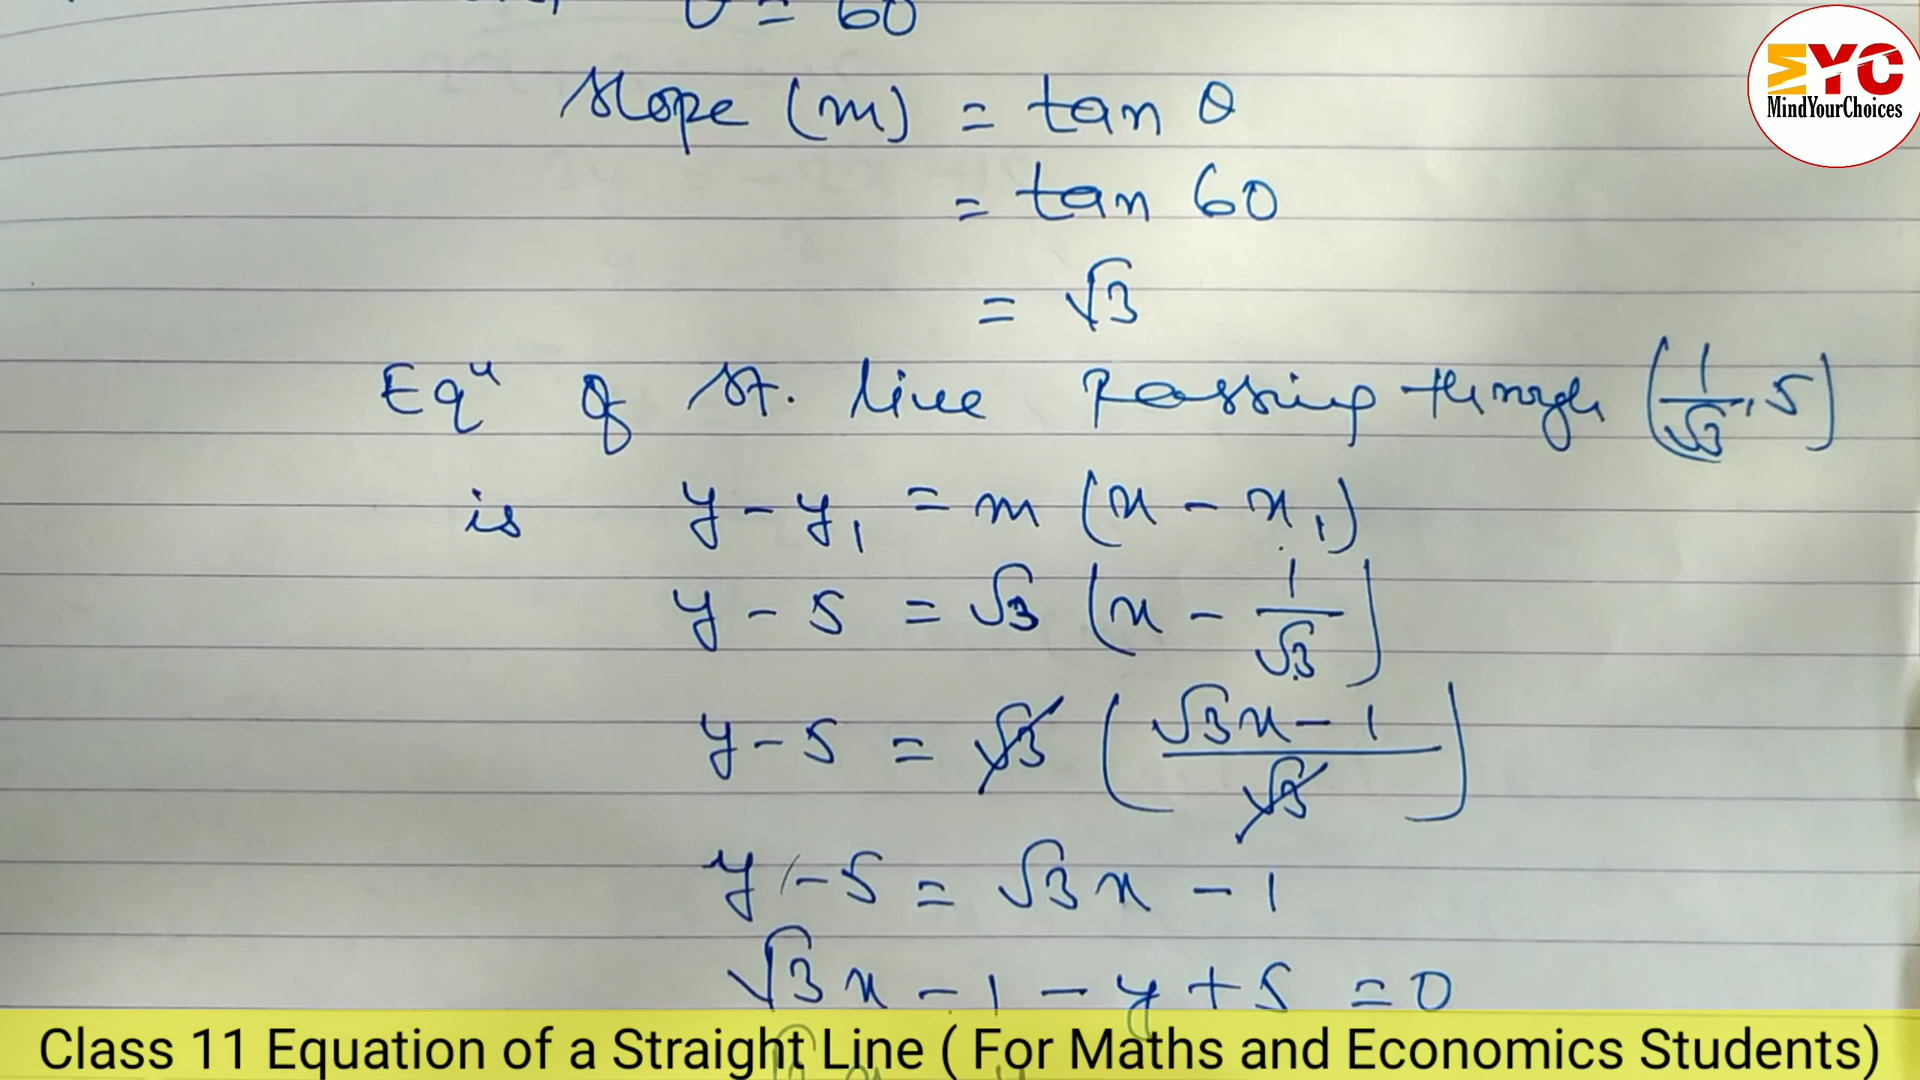 θ = 60
MYC
MindYourChoices
Slope (m) = tan θ
= tan 60
= √3
Eqⁿ of st. line Passing through (1/√3, 5)
is y - y₁ = m (x - x₁)
y - 5 = √3 (x - 1/√3)
y - 5 = √3 ((√3x - 1)/√3)
y - 5 = √3x - 1
√3x - 1 - y + 5 = 0
Class 11 Equation of a Straight Line ( For Maths and Economics Students)